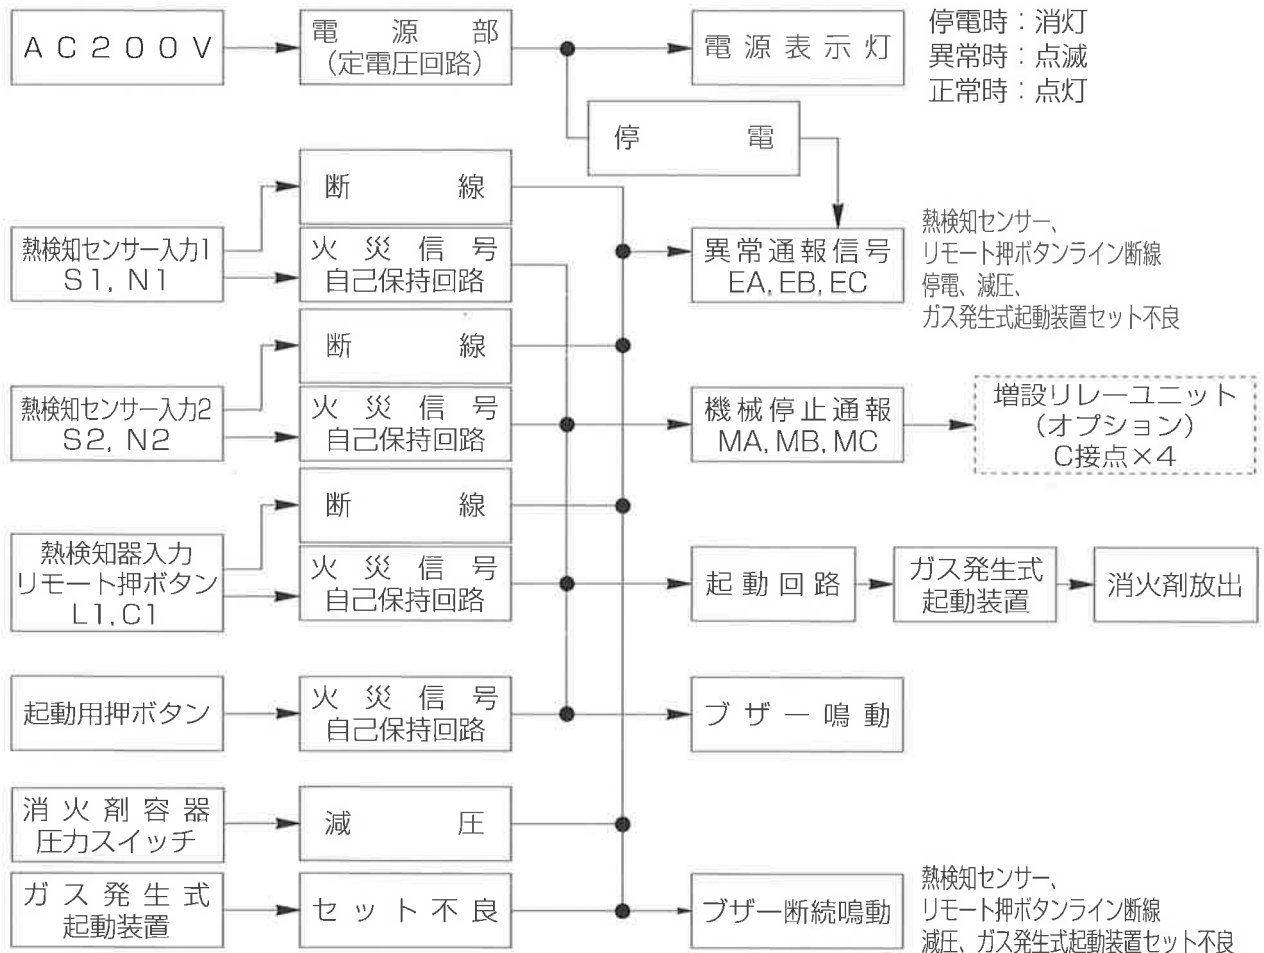 AC200V
電源部
(定電圧回路)
電源表示灯
停電時：消灯
異常時：点滅
正常時：点灯
停電
断線
熱検知センサー入力1
S1, N1
火災信号
自己保持回路
異常通報信号
EA, EB, EC
熱検知センサー、
リモート押ボタンライン断線
停電、減圧、
ガス発生式起動装置セット不良
断線
熱検知センサー入力2
S2, N2
火災信号
自己保持回路
機械停止通報
MA, MB, MC
増設リレーユニット
(オプション)
C接点×4
断線
熱検知器入力
リモート押ボタン
L1, C1
火災信号
自己保持回路
起動回路
ガス発生式
起動装置
消火剤放出
起動用押ボタン
火災信号
自己保持回路
ブザー鳴動
消火剤容器
圧力スイッチ
減圧
ガス発生式
起動装置
セット不良
ブザー断続鳴動
熱検知センサー、
リモート押ボタンライン断線
減圧、ガス発生式起動装置セット不良